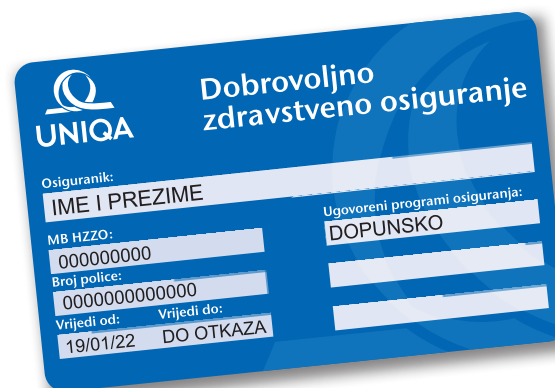 UNIQA
Dobrovoljno
zdravstveno osiguranje
Osiguranik:
IME I PREZIME
MB HZZO:
000000000
Broj police:
0000000000000
Vrijedi od: Vrijedi do:
19/01/22 DO OTKAZA
Ugovoreni programi osiguranja:
DOPUNSKO